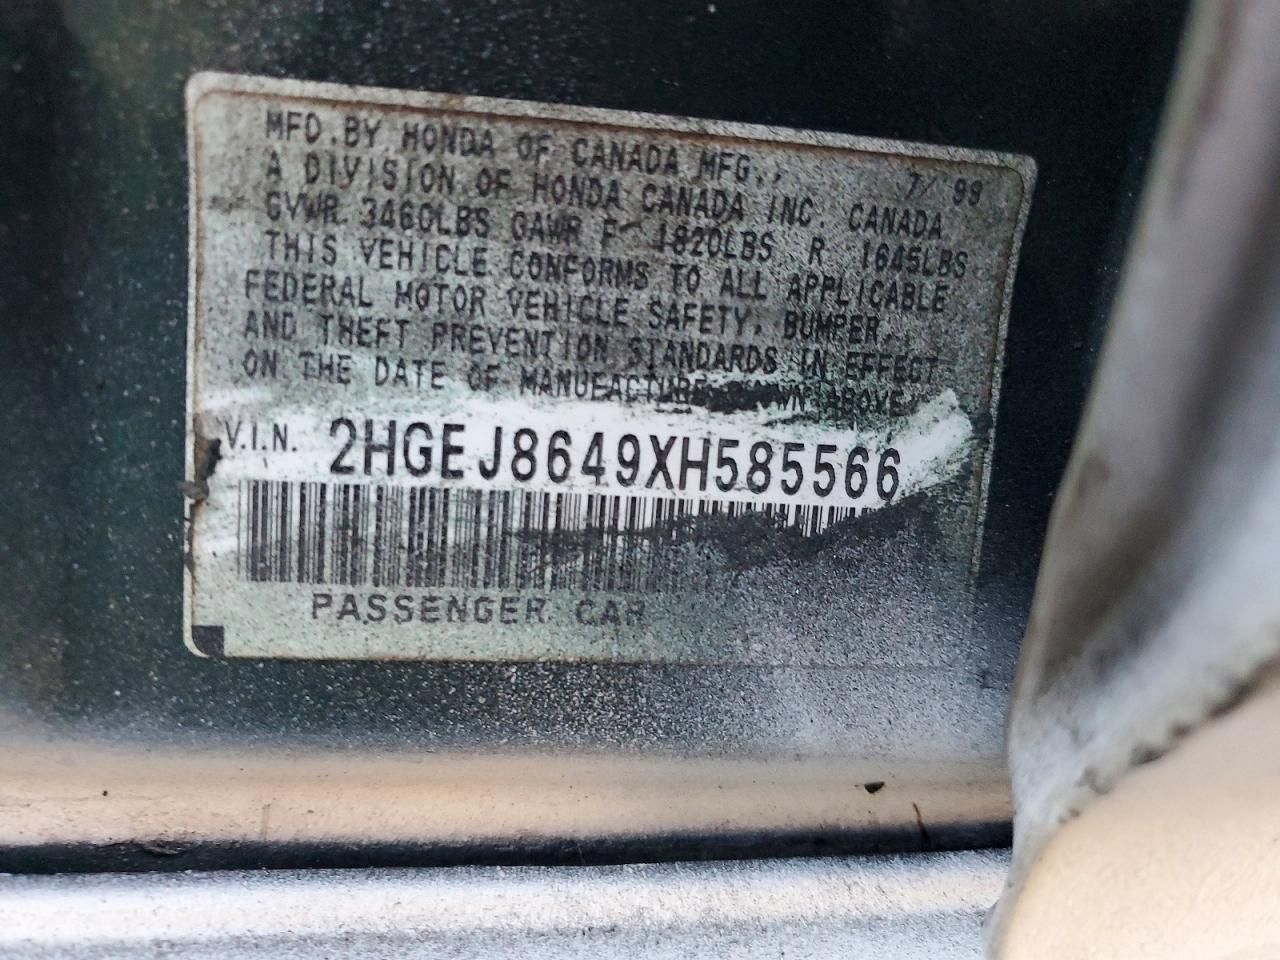 MFD.BY HONDA OF CANADA MFG., 7/99
A DIVISION OF HONDA CANADA INC. CANADA
GVWR 3460LBS GAWR F 1820LBS R 1645LBS
THIS VEHICLE CONFORMS TO ALL APPLICABLE
FEDERAL MOTOR VEHICLE SAFETY, BUMPER,
AND THEFT PREVENTION STANDARDS IN EFFECT
ON THE DATE OF MANUFACTURE SHOWN ABOVE.
V.I.N. 2HGEJ8649XH585566
PASSENGER CAR